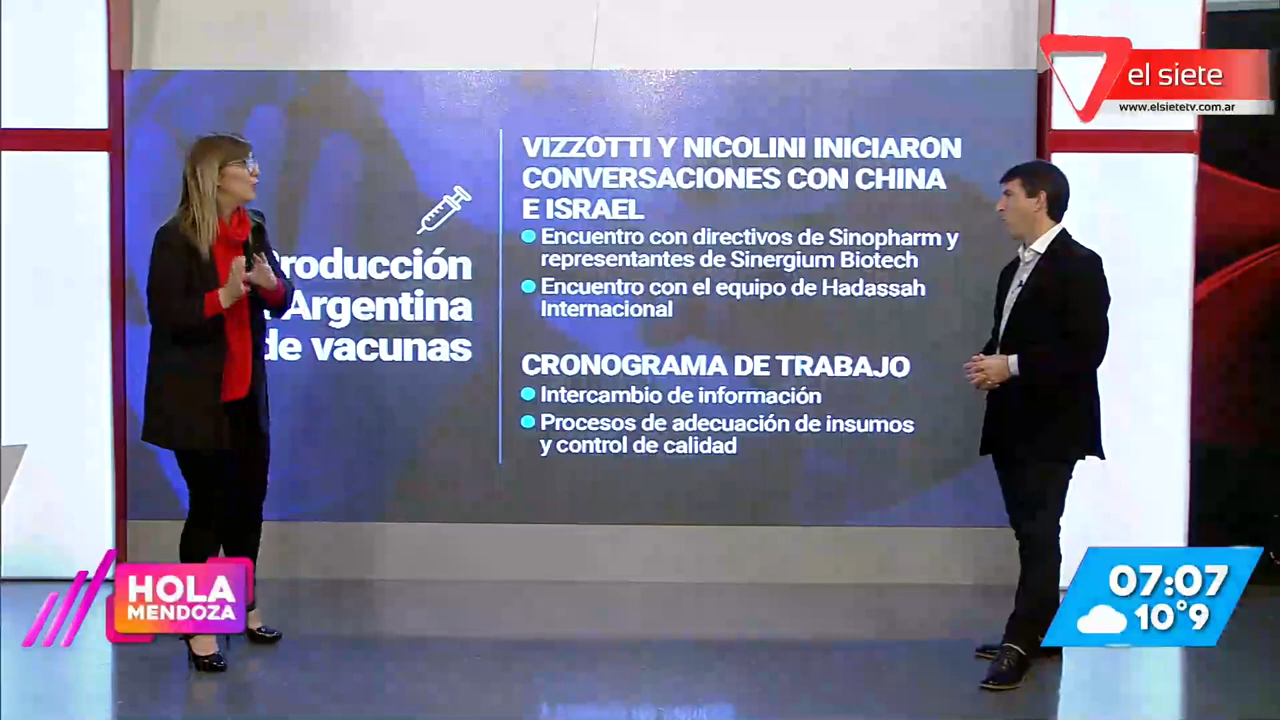 el siete
www.elsietetv.com.ar
roducción
Argentina
de vacunas
VIZZOTTI Y NICOLINI INICIARON
CONVERSACIONES CON CHINA
E ISRAEL
Encuentro con directivos de Sinopharm y
representantes de Sinergium Biotech
Encuentro con el equipo de Hadassah
Internacional
CRONOGRAMA DE TRABAJO
Intercambio de información
Procesos de adecuación de insumos
y control de calidad
HOLA
MENDOZA
07:07
10°9